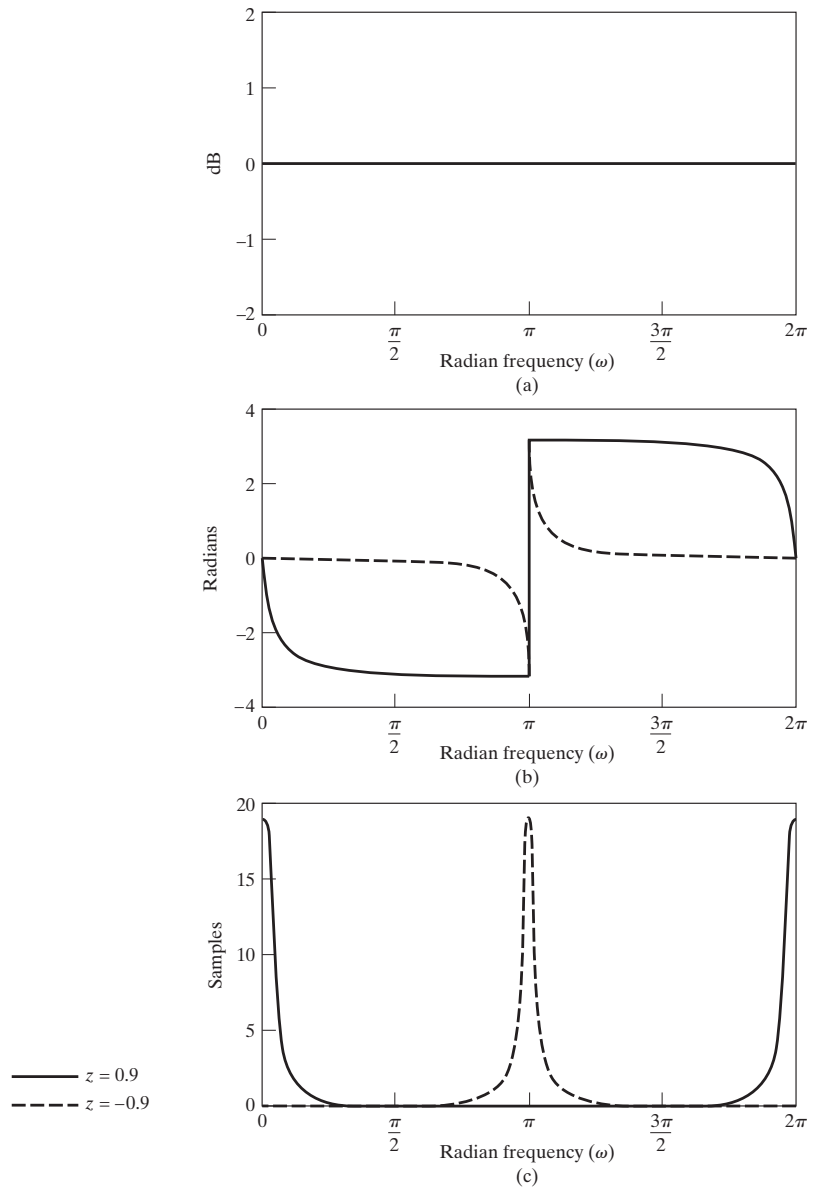 2
1
dB
0
−1
−2
0 π/2 π 3π/2 2π
Radian frequency (ω)
(a)
4
2
Radians
0
−2
−4
0 π/2 π 3π/2 2π
Radian frequency (ω)
(b)
20
15
Samples
10
5
0
0 π/2 π 3π/2 2π
Radian frequency (ω)
(c)
z = 0.9
z = −0.9